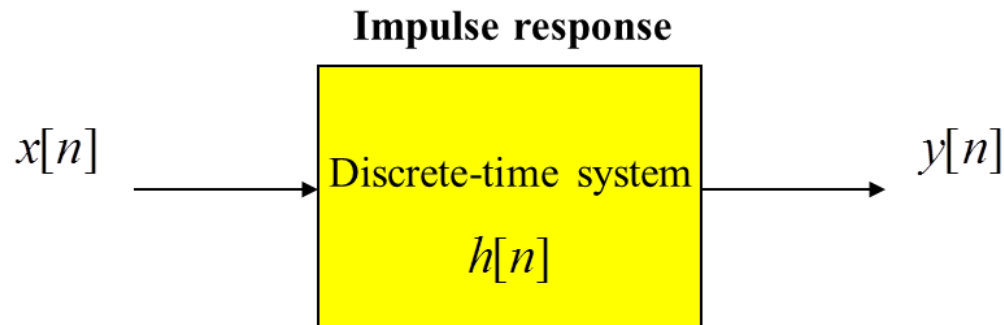 Impulse response
x[n]
Discrete-time system
h[n]
y[n]